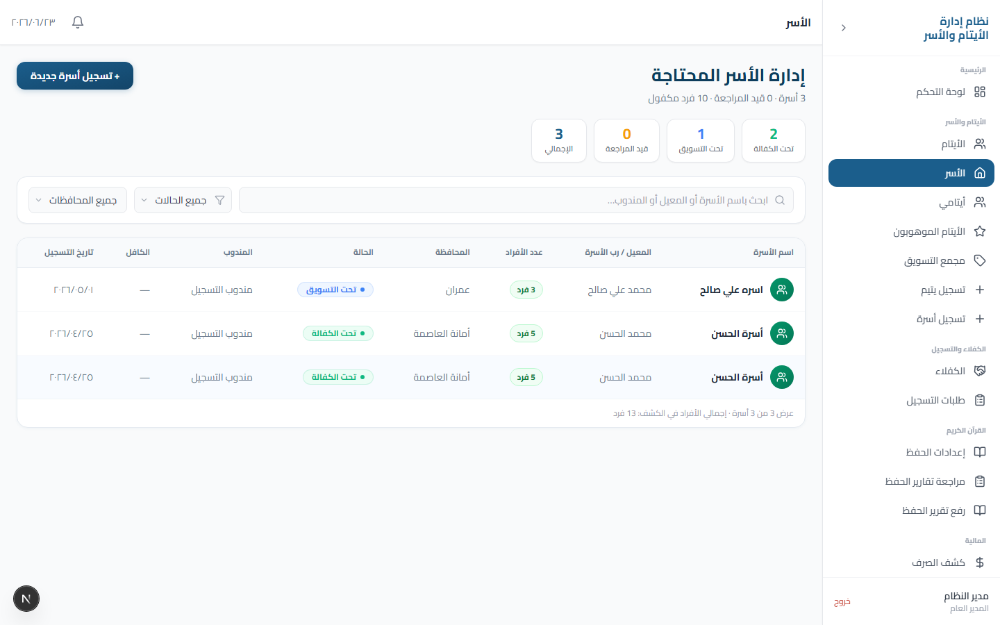 نظام إدارة
الأيتام والأسر
الرئيسية
لوحة التحكم
الأيتام والأسر
الأيتام
الأسر
أيتامي
الأيتام الموهوبون
مجمع التسويق
تسجيل يتيم
تسجيل أسرة
الكفلاء والتسجيل
الكفلاء
طلبات التسجيل
القرآن الكريم
إعدادات الحفظ
مراجعة تقارير الحفظ
رفع تقرير الحفظ
المالية
كشف الصرف
مدير النظام
المدير العام
خروج
الأسر
٢٠٢٦/٠٦/٢٣
إدارة الأسر المحتاجة
3 أسرة · 0 قيد المراجعة · 10 فرد مكفول
+ تسجيل أسرة جديدة
2
تحت الكفالة
1
تحت التسويق
0
قيد المراجعة
3
الإجمالي
ابحث باسم الأسرة أو المعيل أو المندوب...
جميع الحالات
جميع المحافظات
اسم الأسرة المعيل / رب الأسرة عدد الأفراد المحافظة الحالة المندوب الكافل تاريخ التسجيل
اسره علي صالح محمد علي صالح 3 فرد عمران تحت التسويق مندوب التسجيل — ٢٠٢٦/٠٥/٠١
أسرة الحسن محمد الحسن 5 فرد أمانة العاصمة تحت الكفالة مندوب التسجيل — ٢٠٢٦/٠٤/٢٥
أسرة الحسن محمد الحسن 5 فرد أمانة العاصمة تحت الكفالة مندوب التسجيل — ٢٠٢٦/٠٤/٢٥
عرض 3 من 3 أسرة · إجمالي الأفراد في الكشف: 13 فرد
N